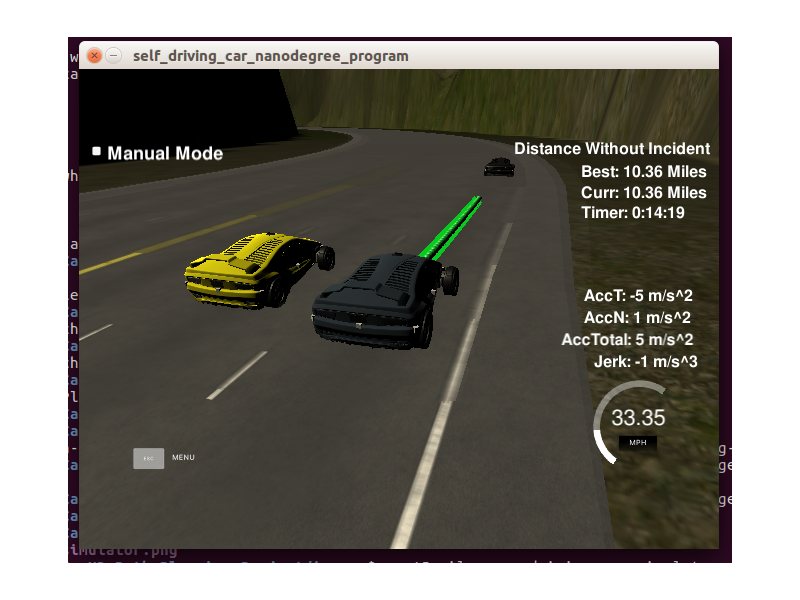 self_driving_car_nanodegree_program
Manual Mode
Distance Without Incident
Best: 10.36 Miles
Curr: 10.36 Miles
Timer: 0:14:19
AccT: -5 m/s^2
AccN: 1 m/s^2
AccTotal: 5 m/s^2
Jerk: -1 m/s^3
33.35
MPH
ESC MENU